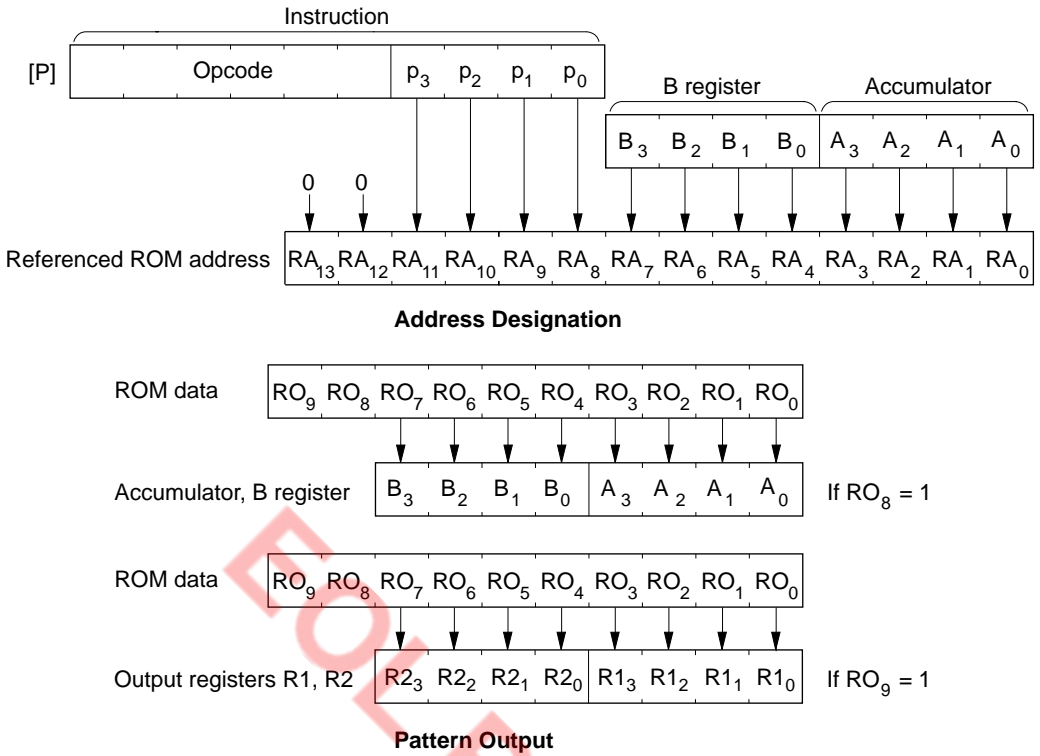 Instruction
[P] Opcode p3 p2 p1 p0
B register Accumulator
B3 B2 B1 B0 A3 A2 A1 A0
0 0
Referenced ROM address RA13 RA12 RA11 RA10 RA9 RA8 RA7 RA6 RA5 RA4 RA3 RA2 RA1 RA0
Address Designation
ROM data RO9 RO8 RO7 RO6 RO5 RO4 RO3 RO2 RO1 RO0
Accumulator, B register B3 B2 B1 B0 A3 A2 A1 A0 If RO8 = 1
ROM data RO9 RO8 RO7 RO6 RO5 RO4 RO3 RO2 RO1 RO0
Output registers R1, R2 R23 R22 R21 R20 R13 R12 R11 R10 If RO9 = 1
Pattern Output
EOL